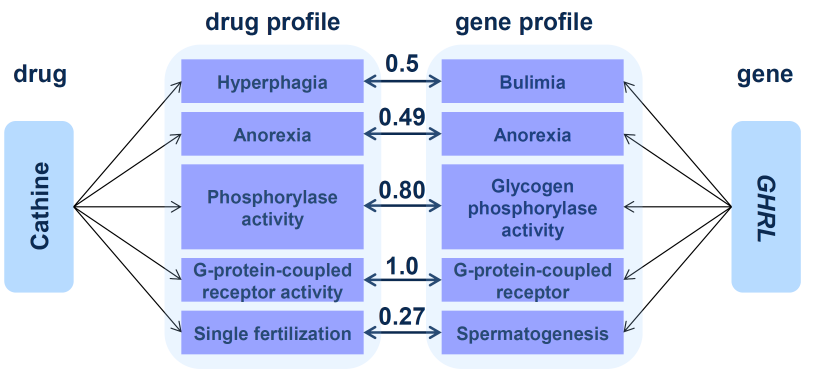 drug profile
gene profile
drug
gene
Cathine
GHRL
Hyperphagia
0.5
Bulimia
Anorexia
0.49
Anorexia
Phosphorylase
activity
0.80
Glycogen
phosphorylase
activity
G-protein-coupled
receptor activity
1.0
G-protein-coupled
receptor
Single fertilization
0.27
Spermatogenesis